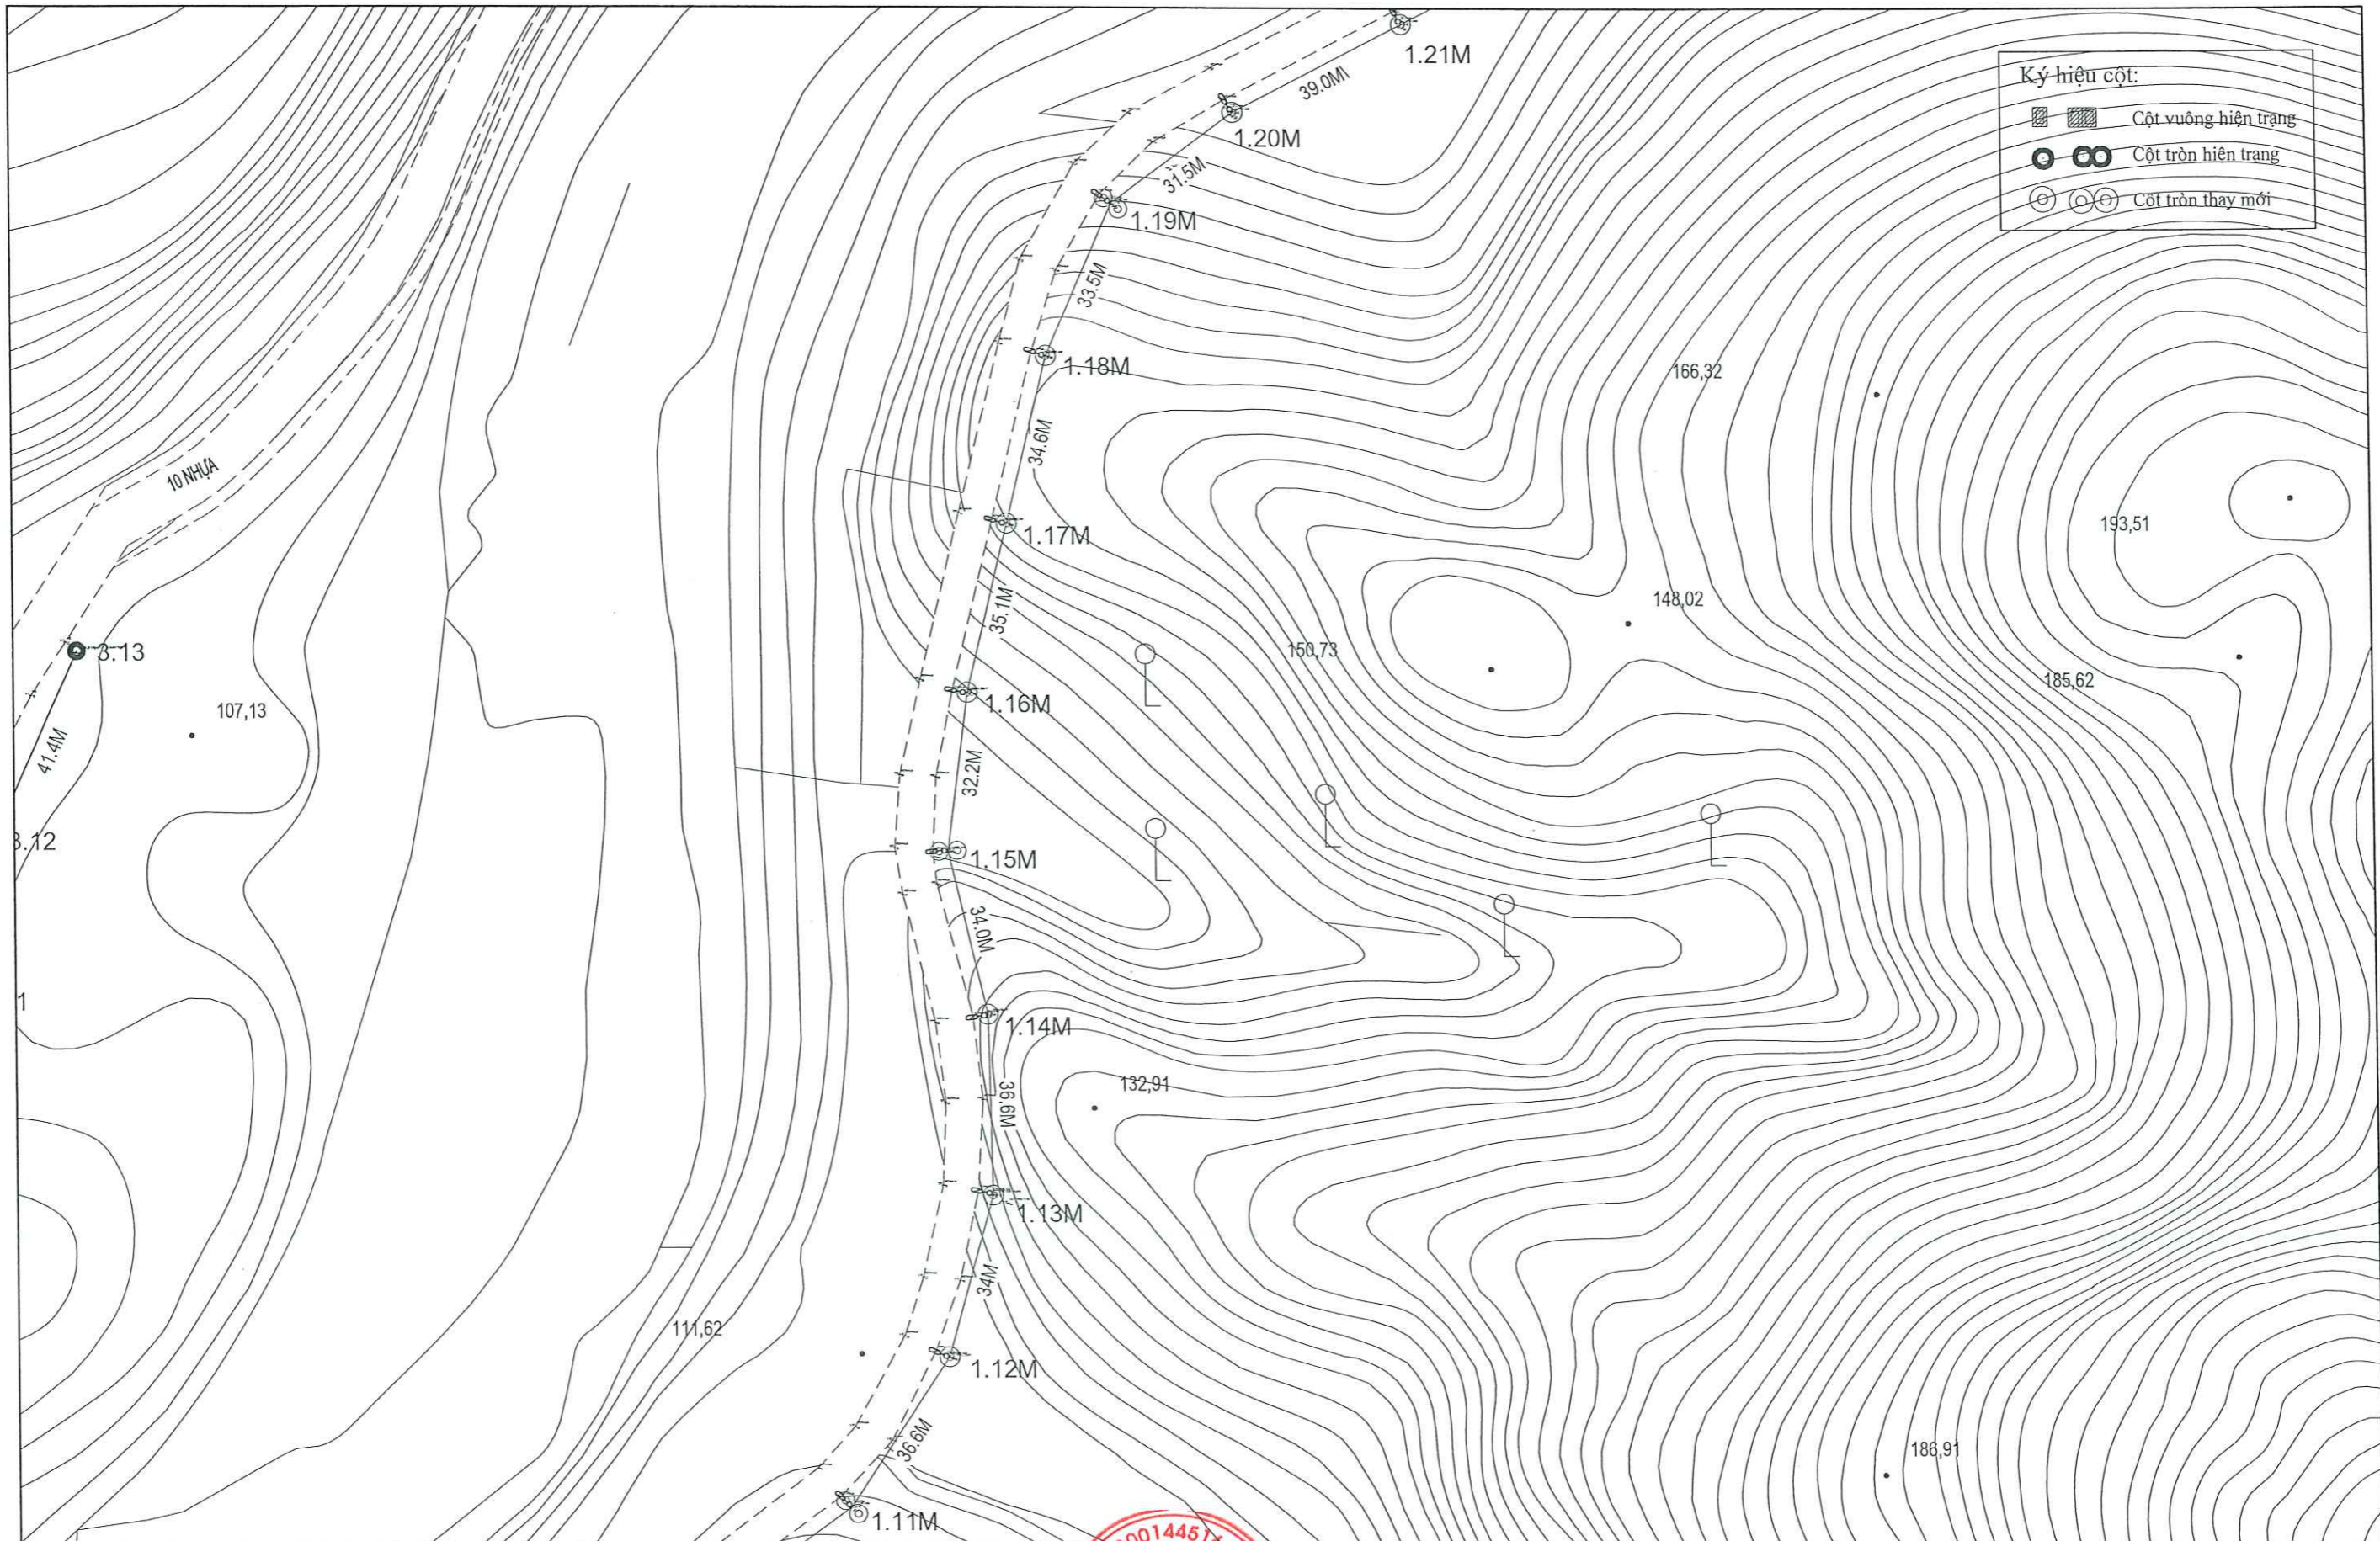 1.21M
39.0M
1.20M
31.5M
1.19M
33.5M
1.18M
34.6M
1.17M
35.1M
1.16M
32.2M
1.15M
34.0M
1.14M
36.6M
1.13M
34M
1.12M
36.6M
1.11M
Ký hiệu cột:
Cột vuông hiện trạng
Cột tròn hiện trạng
Cột tròn thay mới
166,32
193,51
148,02
150,73
185,62
132,91
186,91
111,62
10 NHỰA
3.13
107,13
41.4M
3.12
1